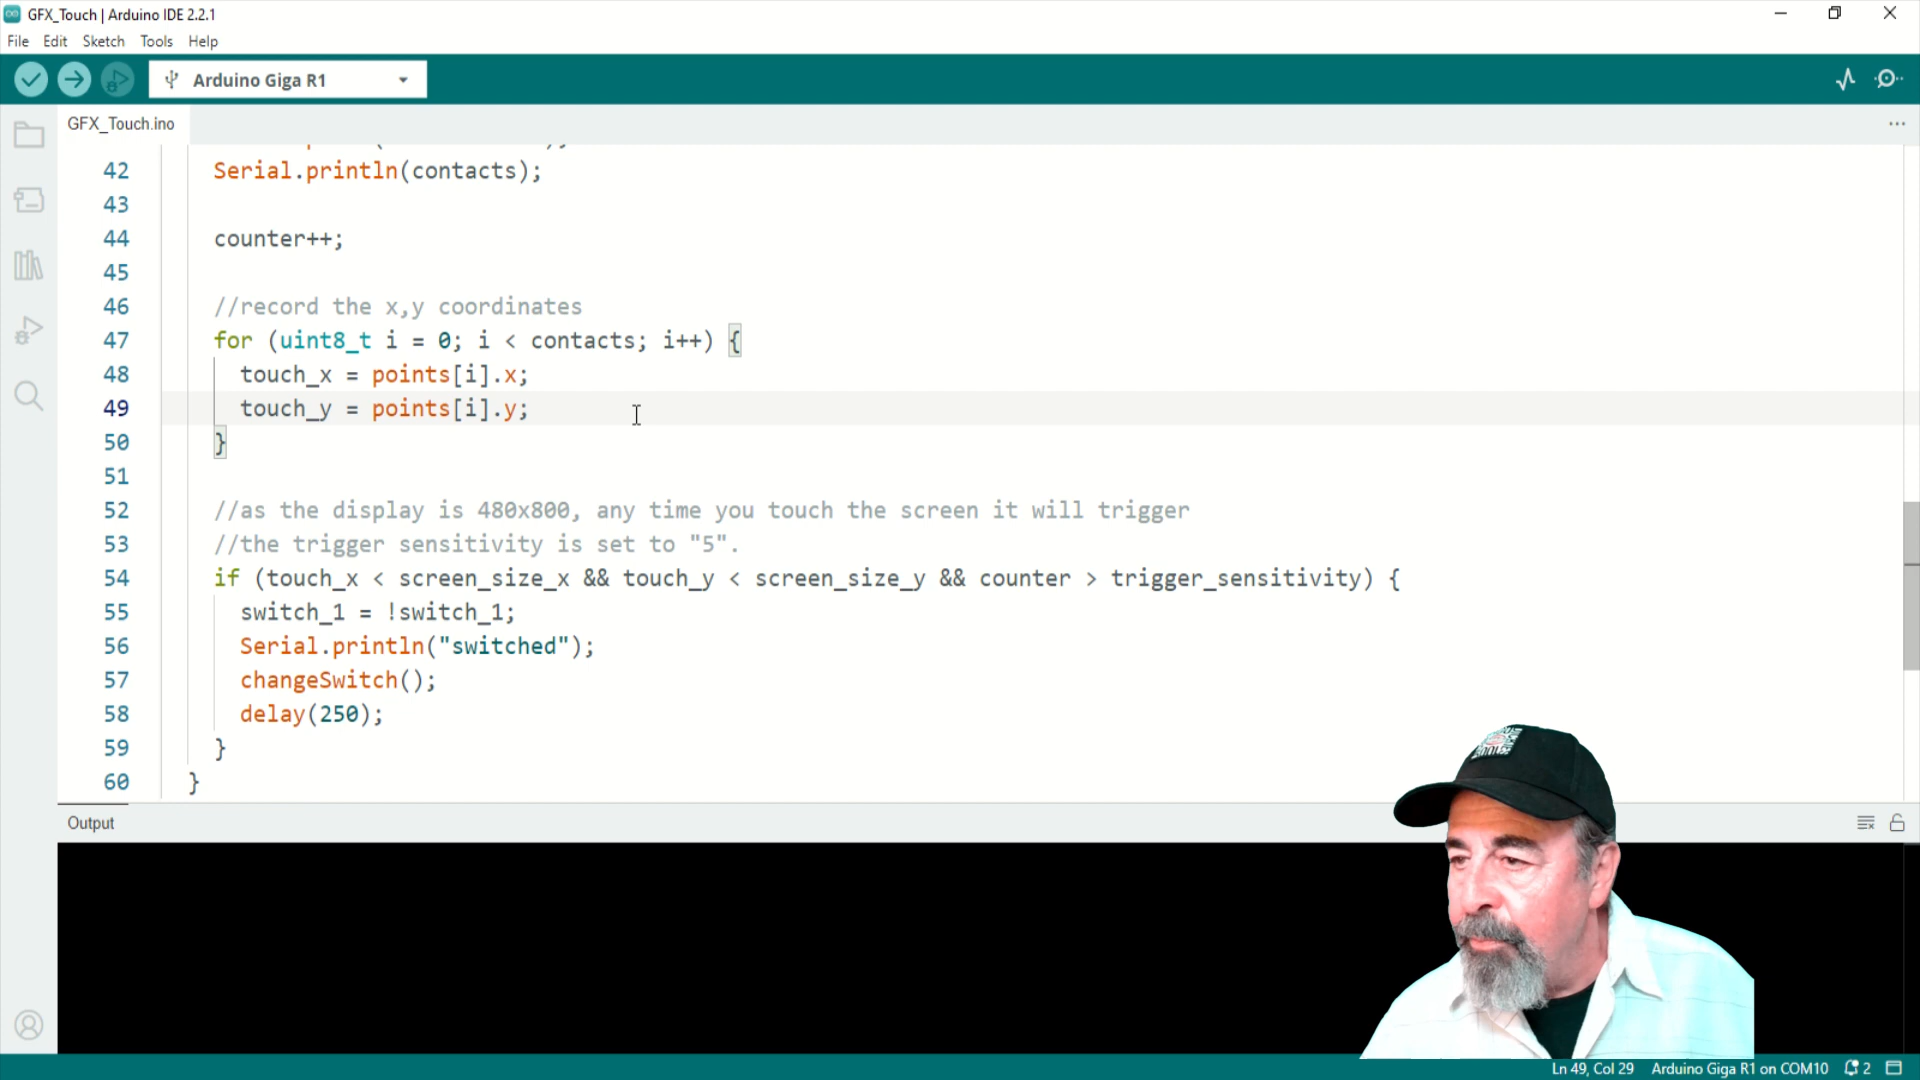 GFX_Touch | Arduino IDE 2.2.1
File Edit Sketch Tools Help
Arduino Giga R1
GFX_Touch.ino
42 Serial.println(contacts);
43
44 counter++;
45
46 //record the x,y coordinates
47 for (uint8_t i = 0; i < contacts; i++) {
48 touch_x = points[i].x;
49 touch_y = points[i].y;
50 }
51
52 //as the display is 480x800, any time you touch the screen it will trigger
53 //the trigger sensitivity is set to "5".
54 if (touch_x < screen_size_x && touch_y < screen_size_y && counter > trigger_sensitivity) {
55 switch_1 = !switch_1;
56 Serial.println("switched");
57 changeSwitch();
58 delay(250);
59 }
60 }
Output
Ln 49, Col 29 Arduino Giga R1 on COM10 2